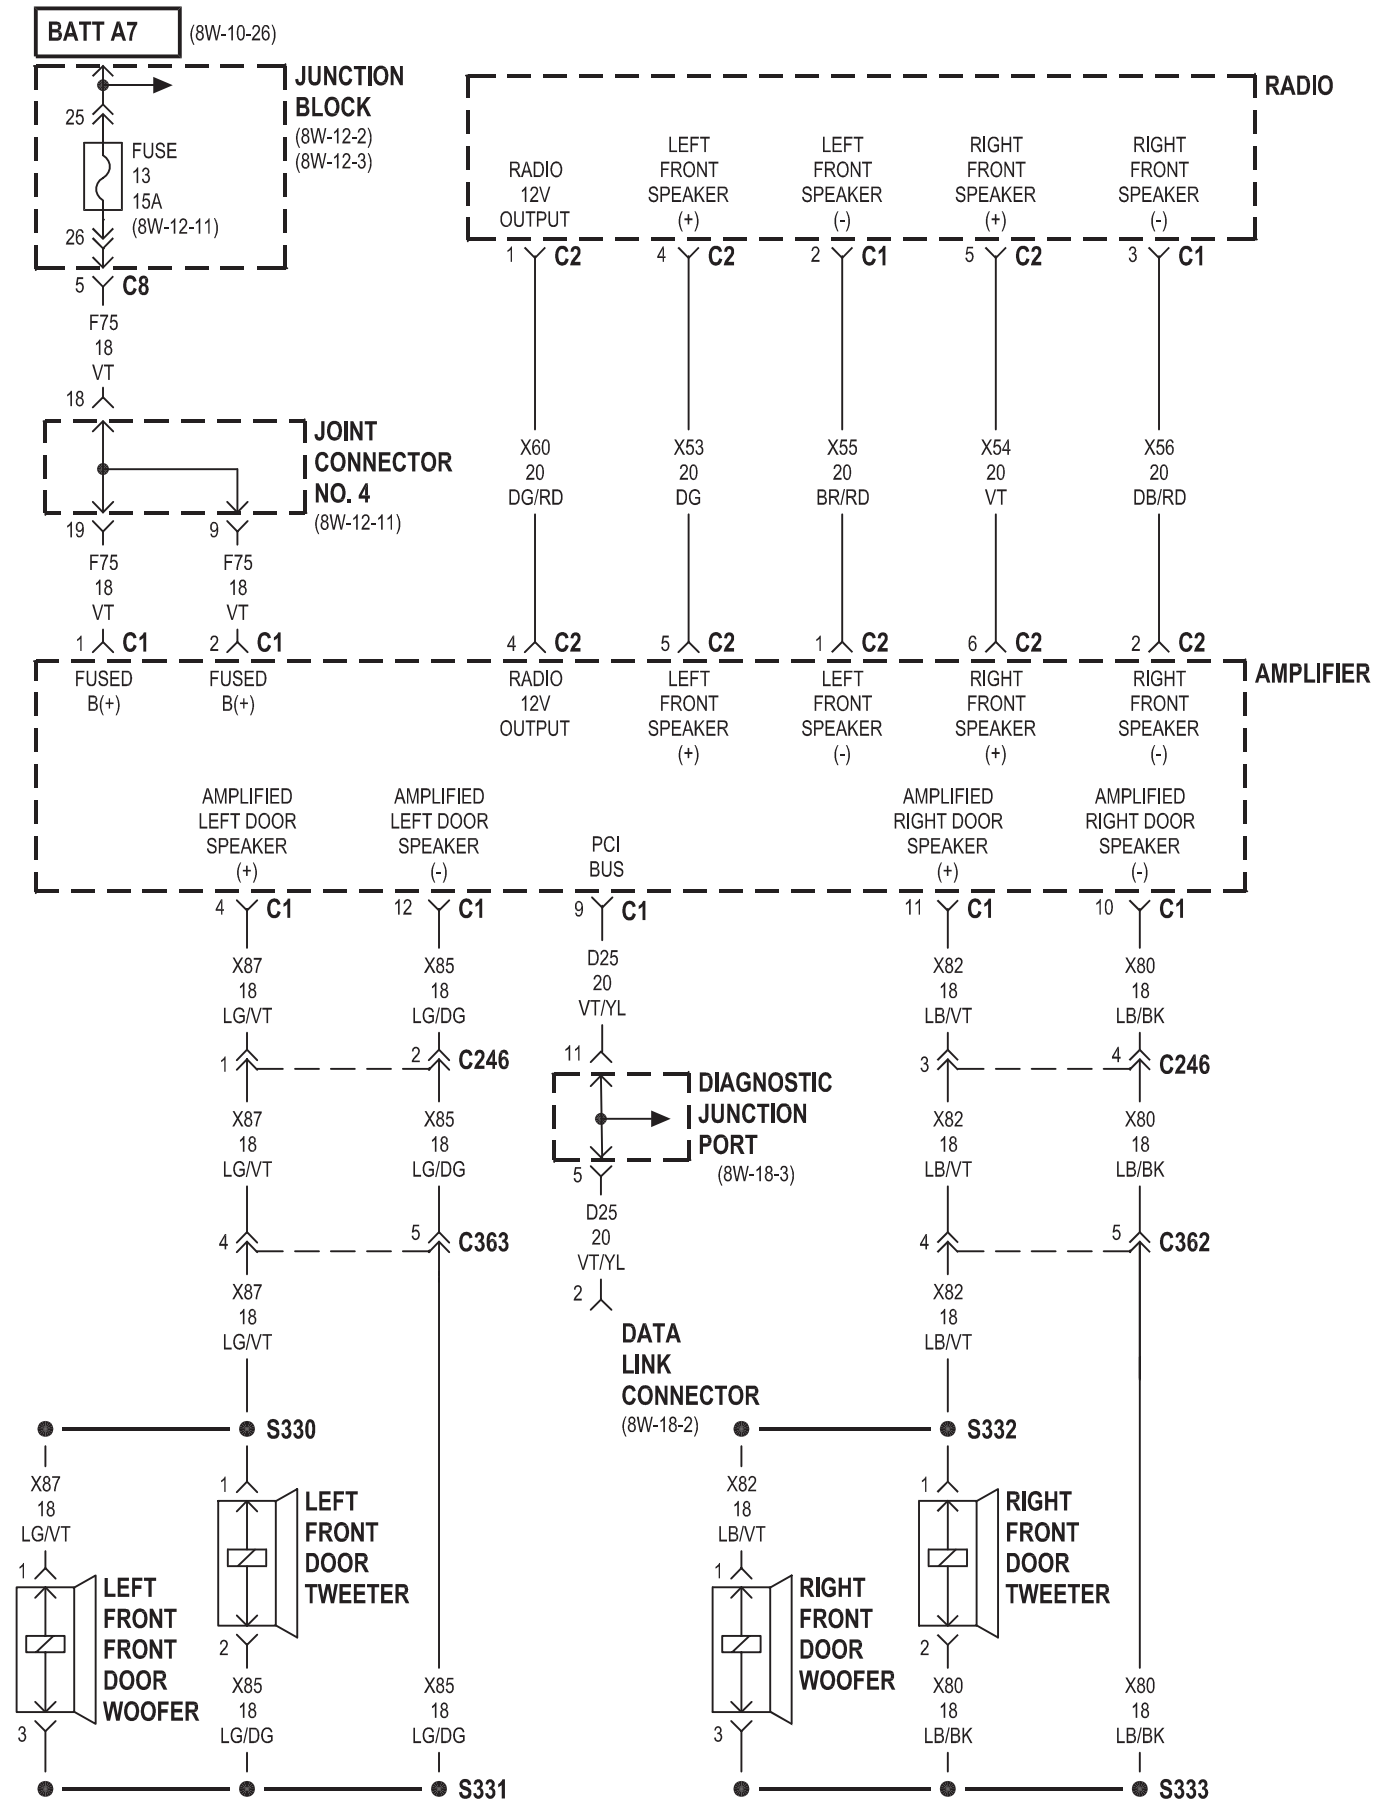 BATT A7 (8W-10-26)
JUNCTION
BLOCK
(8W-12-2)
(8W-12-3)
25
FUSE
13
15A
(8W-12-11)
26
5 C8
F75
18
VT
18
JOINT
CONNECTOR
NO. 4
(8W-12-11)
19 9
F75 F75
18 18
VT VT
1 C1 2 C1
RADIO
RADIO
12V
OUTPUT
LEFT
FRONT
SPEAKER
(+)
LEFT
FRONT
SPEAKER
(-)
RIGHT
FRONT
SPEAKER
(+)
RIGHT
FRONT
SPEAKER
(-)
1 C2 4 C2 2 C1 5 C2 3 C1
X60 X53 X55 X54 X56
20 20 20 20 20
DG/RD DG BR/RD VT DB/RD
4 C2 5 C2 1 C2 6 C2 2 C2
AMPLIFIER
FUSED
B(+)
FUSED
B(+)
RADIO
12V
OUTPUT
LEFT
FRONT
SPEAKER
(+)
LEFT
FRONT
SPEAKER
(-)
RIGHT
FRONT
SPEAKER
(+)
RIGHT
FRONT
SPEAKER
(-)
AMPLIFIED
LEFT DOOR
SPEAKER
(+)
AMPLIFIED
LEFT DOOR
SPEAKER
(-)
PCI
BUS
AMPLIFIED
RIGHT DOOR
SPEAKER
(+)
AMPLIFIED
RIGHT DOOR
SPEAKER
(-)
4 C1 12 C1 9 C1 11 C1 10 C1
X87 X85 D25 X82 X80
18 18 20 18 18
LG/VT LG/DG VT/YL LB/VT LB/BK
1 2 C246 11 3 4 C246
DIAGNOSTIC
JUNCTION
PORT
(8W-18-3)
X87 X85 X82 X80
18 18 18 18
LG/VT LG/DG LB/VT LB/BK
5
D25
20
VT/YL
2
4 5 C363 4 5 C362
X87 X82
18 18
LG/VT LB/VT
DATA
LINK
CONNECTOR
(8W-18-2)
S330 S332
X87
18
LG/VT
1
LEFT
FRONT
DOOR
TWEETER
1
LEFT
FRONT
FRONT
DOOR
WOOFER
2
3
X82
18
LB/VT
1
RIGHT
FRONT
DOOR
TWEETER
1
RIGHT
FRONT
DOOR
WOOFER
2
3
X85 X85 X80 X80
18 18 18 18
LG/DG LG/DG LB/BK LB/BK
S331 S333